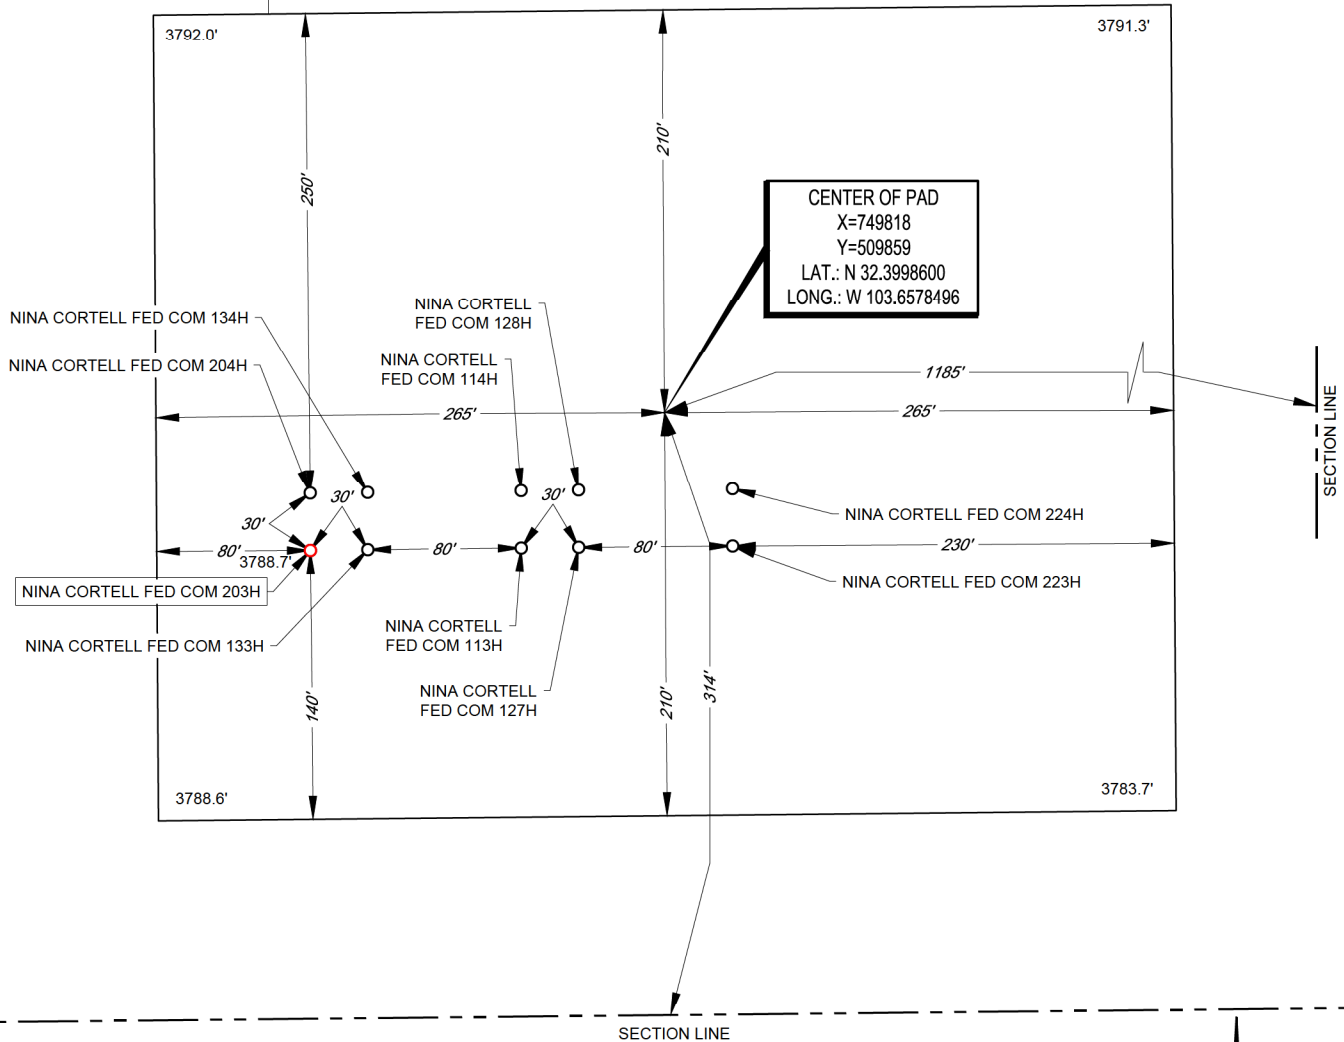 3792.0'
3791.3'
250'
210'
CENTER OF PAD
X=749818
Y=509859
LAT.: N 32.3998600
LONG.: W 103.6578496
NINA CORTELL FED COM 134H
NINA CORTELL
FED COM 128H
NINA CORTELL FED COM 204H
NINA CORTELL
FED COM 114H
1185'
265'
265'
SECTION LINE
30'
30'
30'
NINA CORTELL FED COM 224H
80'
3788.7'
80'
80'
230'
NINA CORTELL FED COM 203H
NINA CORTELL FED COM 223H
NINA CORTELL FED COM 133H
NINA CORTELL
FED COM 113H
NINA CORTELL
FED COM 127H
140'
210'
314'
3788.6'
3783.7'
SECTION LINE